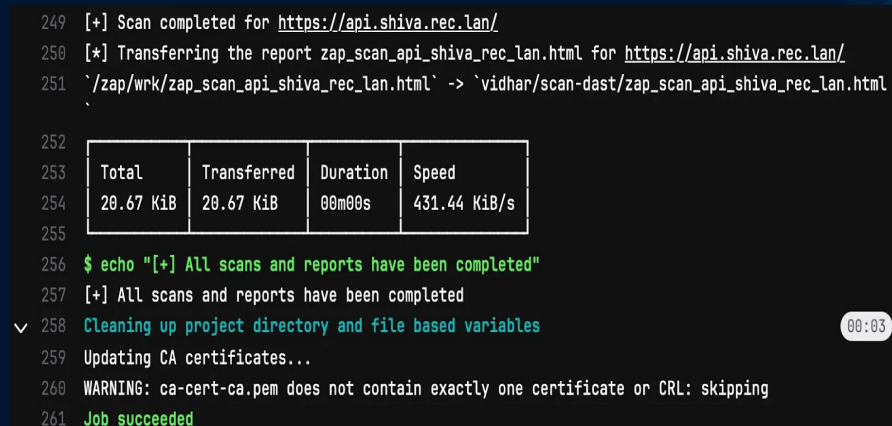 249 [+] Scan completed for https://api.shiva.rec.lan/
250 [*] Transferring the report zap_scan_api_shiva_rec_lan.html for https://api.shiva.rec.lan/
251 `/zap/wrk/zap_scan_api_shiva_rec_lan.html` -> `vidhar/scan-dast/zap_scan_api_shiva_rec_lan.html
`
252
253 Total Transferred Duration Speed
254 20.67 KiB 20.67 KiB 00m00s 431.44 KiB/s
255
256 $ echo "[+] All scans and reports have been completed"
257 [+] All scans and reports have been completed
258 Cleaning up project directory and file based variables 00:03
259 Updating CA certificates...
260 WARNING: ca-cert-ca.pem does not contain exactly one certificate or CRL: skipping
261 Job succeeded